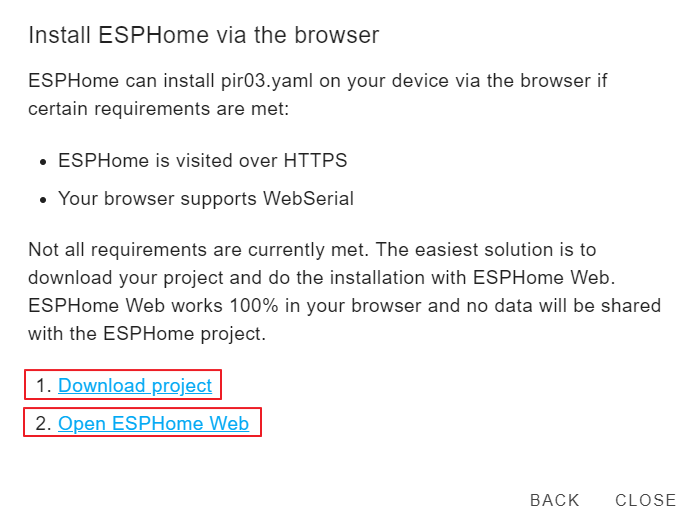 Install ESPHome via the browser
ESPHome can install pir03.yaml on your device via the browser if
certain requirements are met:
• ESPHome is visited over HTTPS
• Your browser supports WebSerial
Not all requirements are currently met. The easiest solution is to
download your project and do the installation with ESPHome Web.
ESPHome Web works 100% in your browser and no data will be shared
with the ESPHome project.
1. Download project
2. Open ESPHome Web
BACK CLOSE